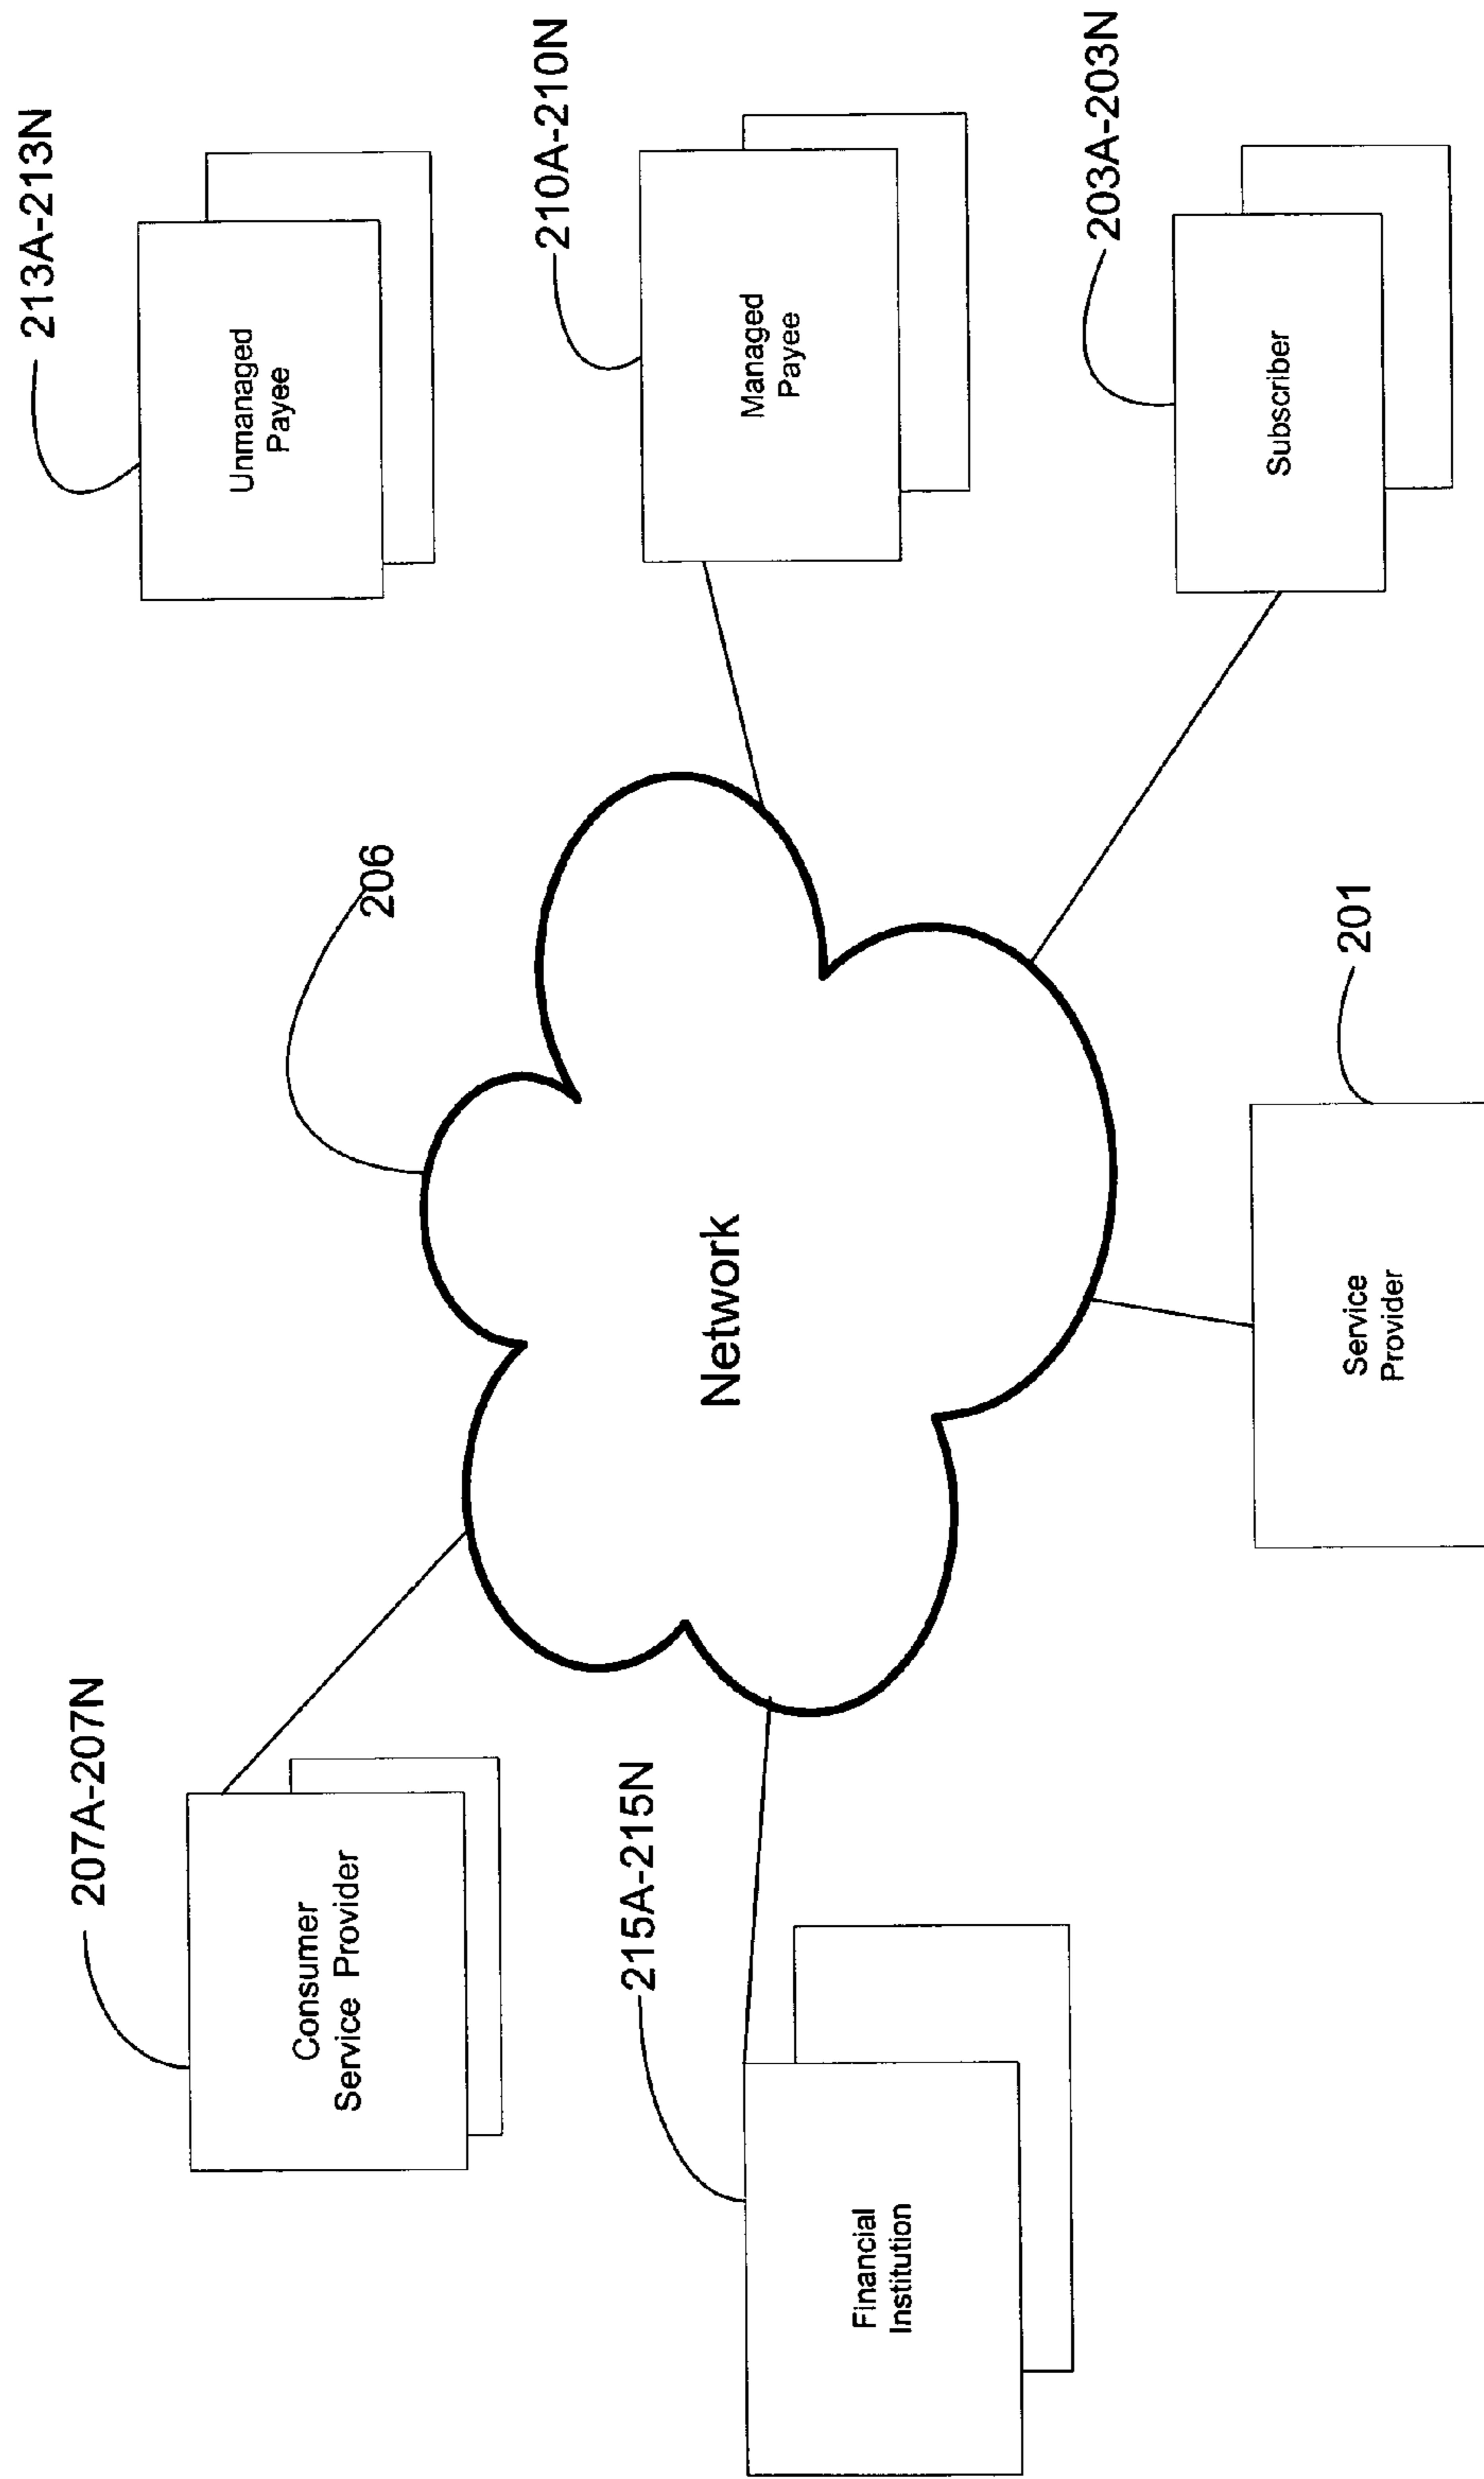 207A-207N
Consumer
Service Provider
206
213A-213N
Unmanaged
Payee
215A-215N
Financial
Institution
Network
210A-210N
Managed
Payee
203A-203N
Subscriber
Service
Provider
201